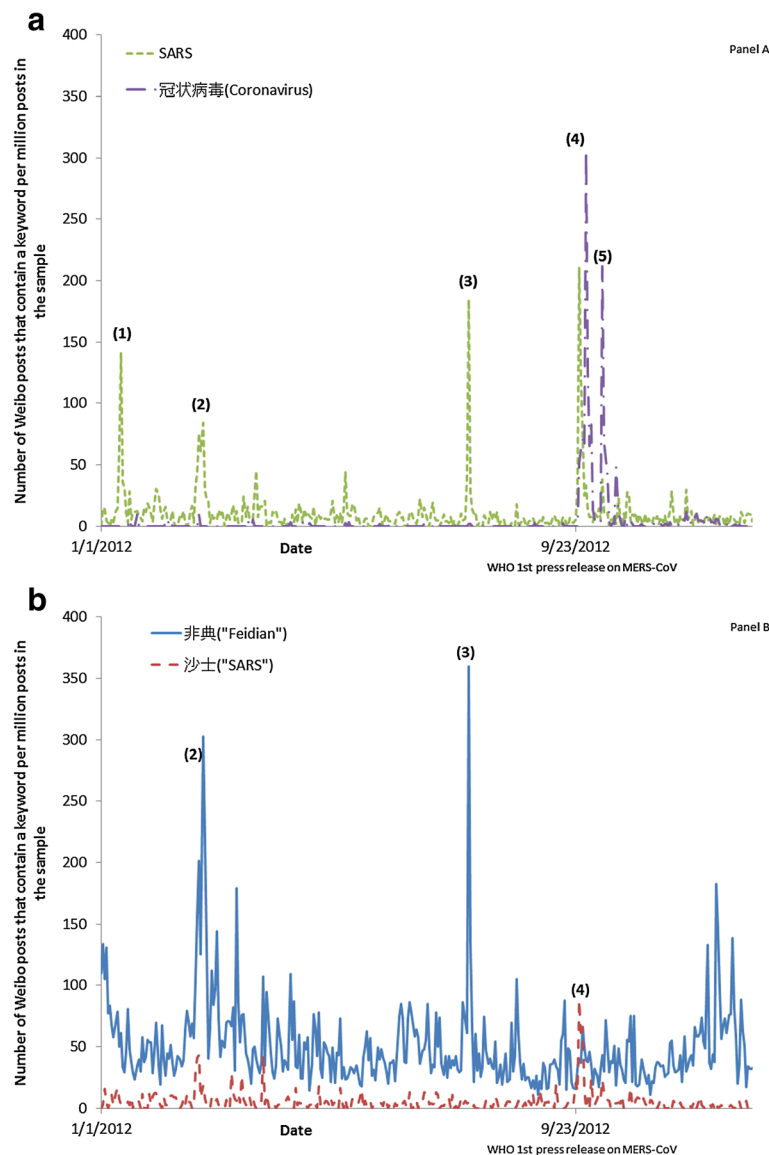 a
Panel A
400
350
300
250
200
150
100
50
0
Number of Weibo posts that contain a keyword per million posts in
the sample
SARS
冠状病毒(Coronavirus)
(1)
(2)
(3)
(4)
(5)
1/1/2012
Date
9/23/2012
WHO 1st press release on MERS-CoV
b
Panel B
400
350
300
250
200
150
100
50
0
Number of Weibo posts that contain a keyword per million posts in
the sample
非典("Feidian")
沙士("SARS")
(2)
(3)
(4)
1/1/2012
Date
9/23/2012
WHO 1st press release on MERS-CoV